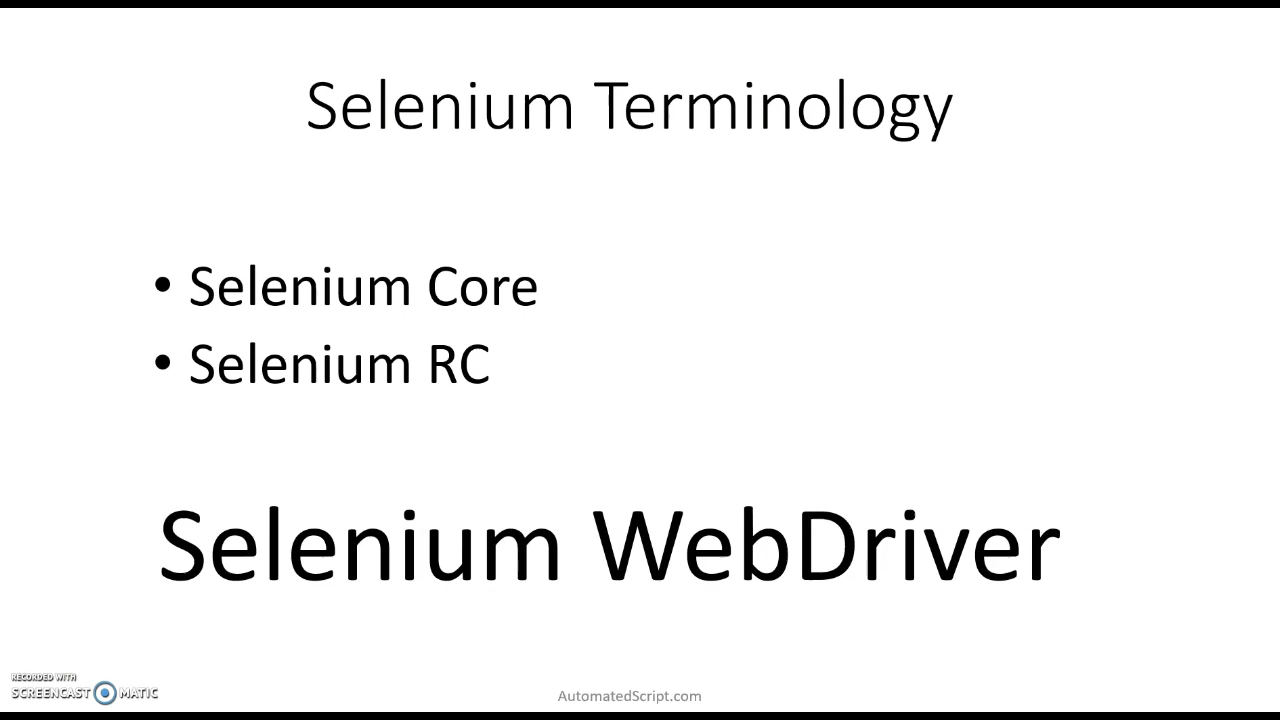 Selenium Terminology
• Selenium Core
• Selenium RC
Selenium WebDriver
RECORDED WITH
SCREENCAST MATIC
AutomatedScript.com